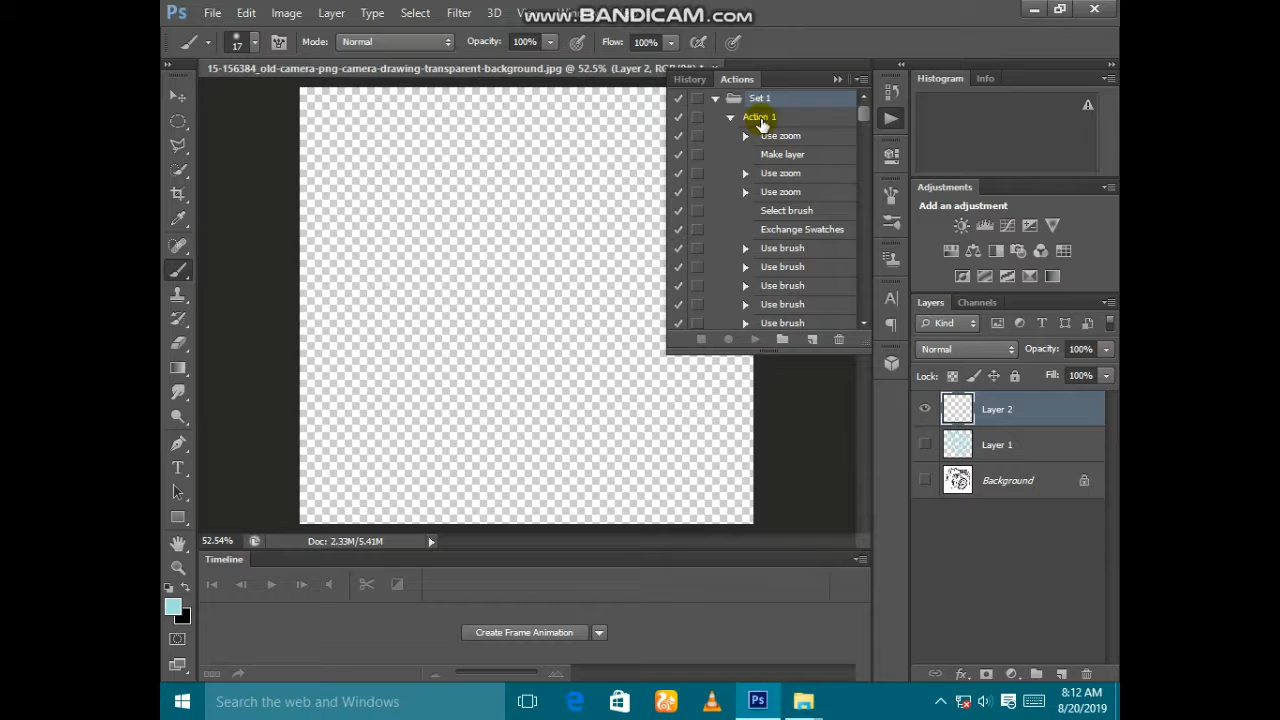 Ps File Edit Image Layer Type Select Filter 3D
www.BANDICAM.com
17 Mode: Normal Opacity: 100% Flow: 100%
15-156384_old-camera-png-camera-drawing-transparent-background.jpg @ 52.5% (Layer 2, RGB/8)
History Actions
Set 1
Action 1
Use zoom
Make layer
Use zoom
Use zoom
Select brush
Exchange Swatches
Use brush
Use brush
Use brush
Use brush
Use brush
Histogram Info
Adjustments
Add an adjustment
Layers Channels
Kind
Normal Opacity: 100%
Lock: Fill: 100%
Layer 2
Layer 1
Background
52.54% Doc: 2.33M/5.41M
Timeline
Create Frame Animation
Search the web and Windows
8:12 AM
8/20/2019